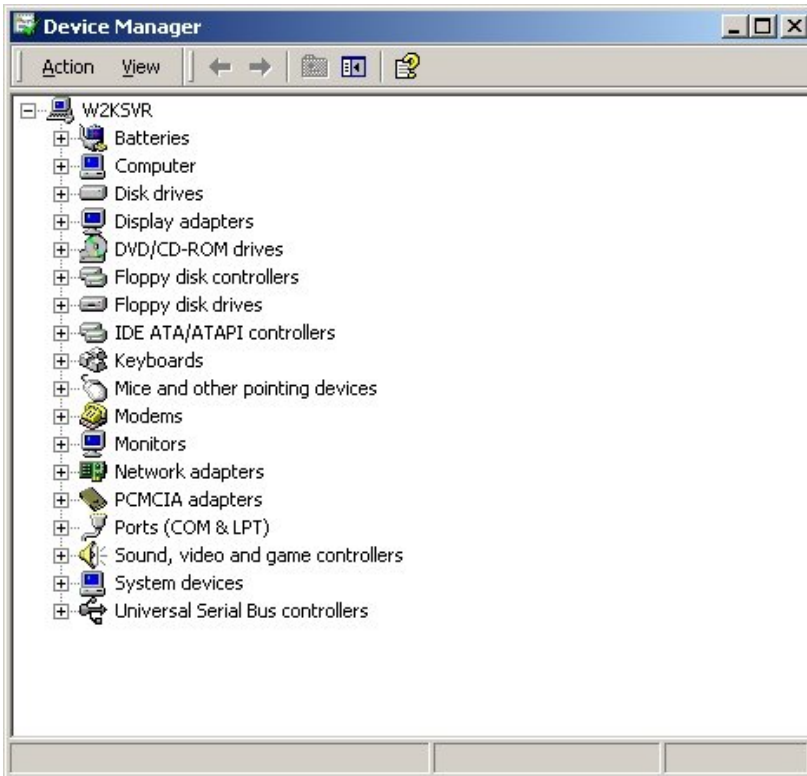 Device Manager
Action View
W2KSVR
Batteries
Computer
Disk drives
Display adapters
DVD/CD-ROM drives
Floppy disk controllers
Floppy disk drives
IDE ATA/ATAPI controllers
Keyboards
Mice and other pointing devices
Modems
Monitors
Network adapters
PCMCIA adapters
Ports (COM & LPT)
Sound, video and game controllers
System devices
Universal Serial Bus controllers